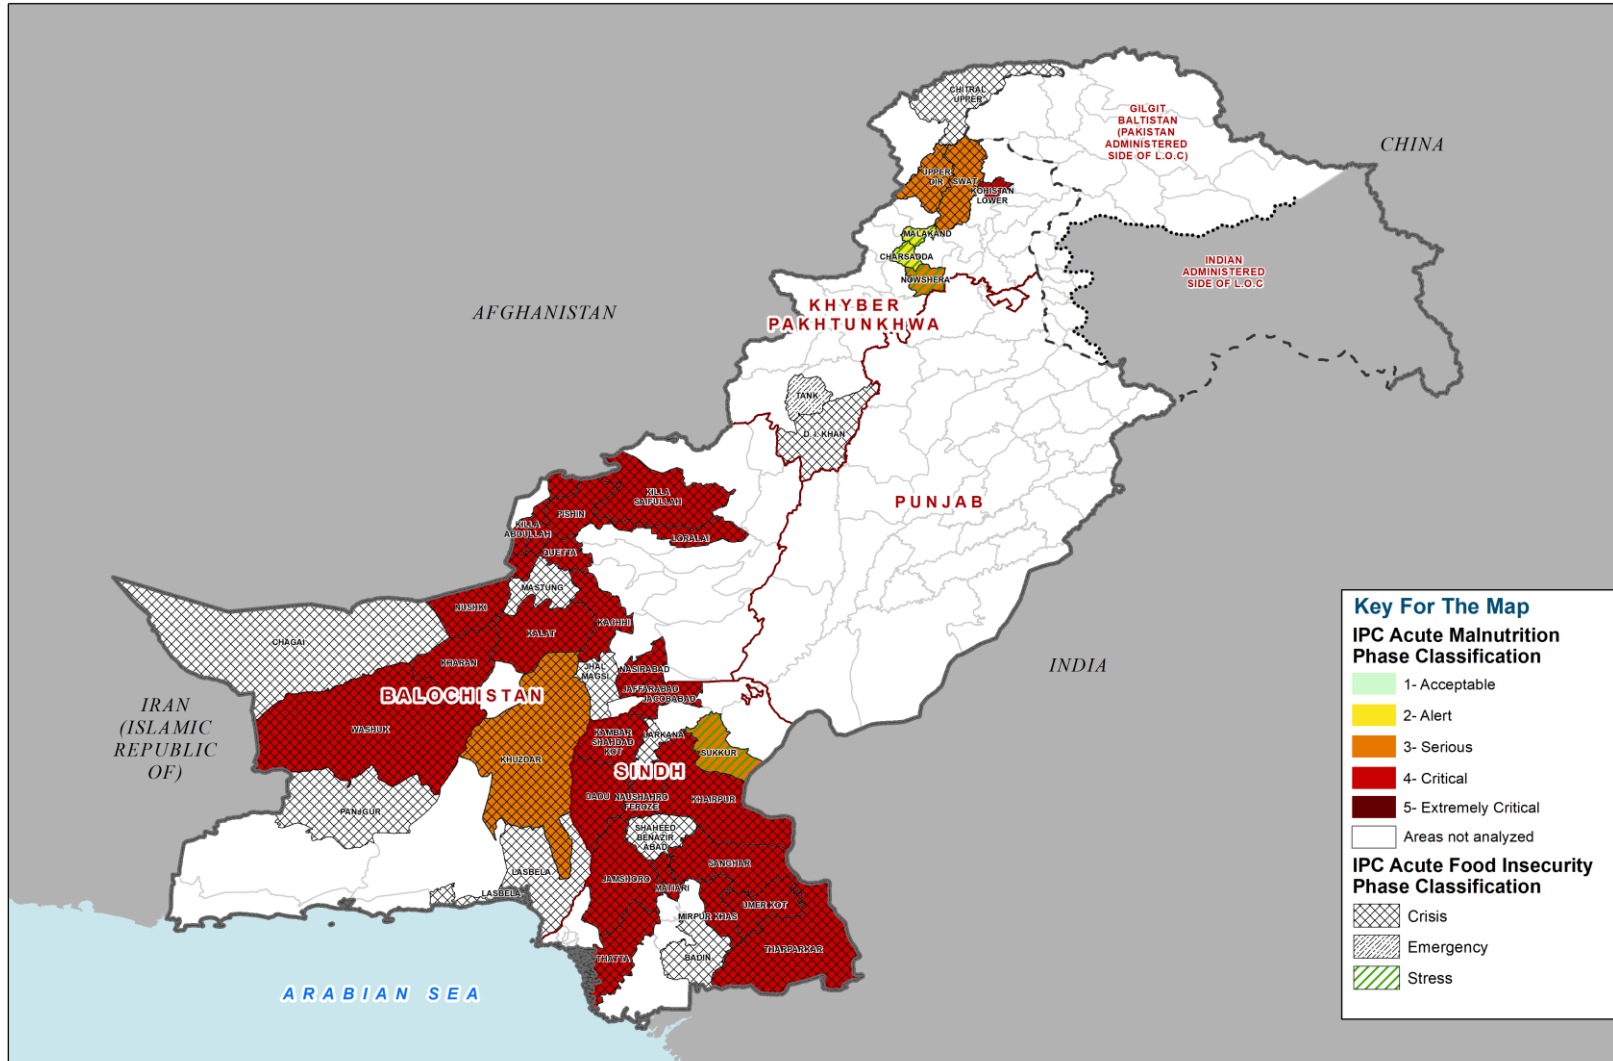 CHITRAL
UPPER
GILGIT
BALTISTAN
(PAKISTAN
ADMINISTERED
SIDE OF L.O.C)
CHINA
UPPER
DIR
SWAT
KOHISTAN
LOWER
MALAKAND
CHARSADDA
NOWSHERA
INDIAN
ADMINISTERED
SIDE OF L.O.C
AFGHANISTAN
KHYBER
PAKHTUNKHWA
TANK
D. I. KHAN
PUNJAB
KILLA
SAIFULLAH
PISHIN
KILLA
ABDULLAH
LORALAI
QUETTA
MASTUNG
NUSHKI
KACHHI
KALAT
CHAGAI
KHARAN
JHAL
MAGSI
NASIRABAD
JAFFARABAD
JACOBABAD
BALOCHISTAN
INDIA
IRAN
(ISLAMIC
REPUBLIC
OF)
WASHUK
KAMBAR
SHAHDAD
KOT
LARKANA
SUKKUR
KHUZDAR
SINDH
PANJGUR
DADU
NAUSHAHRO
FEROZE
KHAIRPUR
SHAHEED
BENAZIR
ABAD
SANGHAR
LASBELA
LASBELA
JAMSHORO
MATIARI
UMER KOT
MIRPUR KHAS
THARPARKAR
THATTA
BADIN
ARABIAN SEA
Key For The Map
IPC Acute Malnutrition
Phase Classification
1- Acceptable
2- Alert
3- Serious
4- Critical
5- Extremely Critical
Areas not analyzed
IPC Acute Food Insecurity
Phase Classification
Crisis
Emergency
Stress